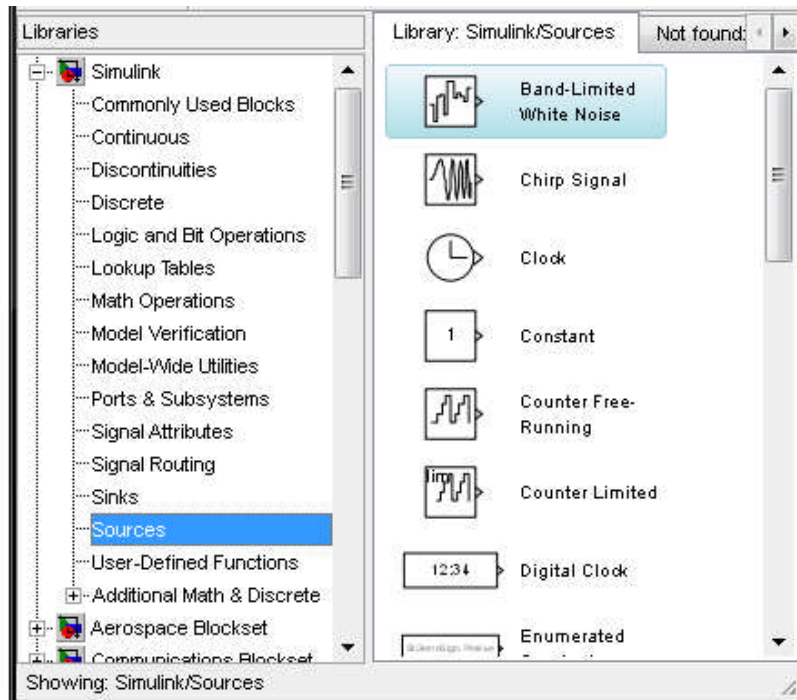 Libraries
Simulink
Commonly Used Blocks
Continuous
Discontinuities
Discrete
Logic and Bit Operations
Lookup Tables
Math Operations
Model Verification
Model-Wide Utilities
Ports & Subsystems
Signal Attributes
Signal Routing
Sinks
Sources
User-Defined Functions
Additional Math & Discrete
Aerospace Blockset
Communications Blockset
Library: Simulink/Sources
Not found:
Band-Limited
White Noise
Chirp Signal
Clock
1
Constant
Counter Free-
Running
lim
Counter Limited
12:34
Digital Clock
Enumerated
Showing: Simulink/Sources